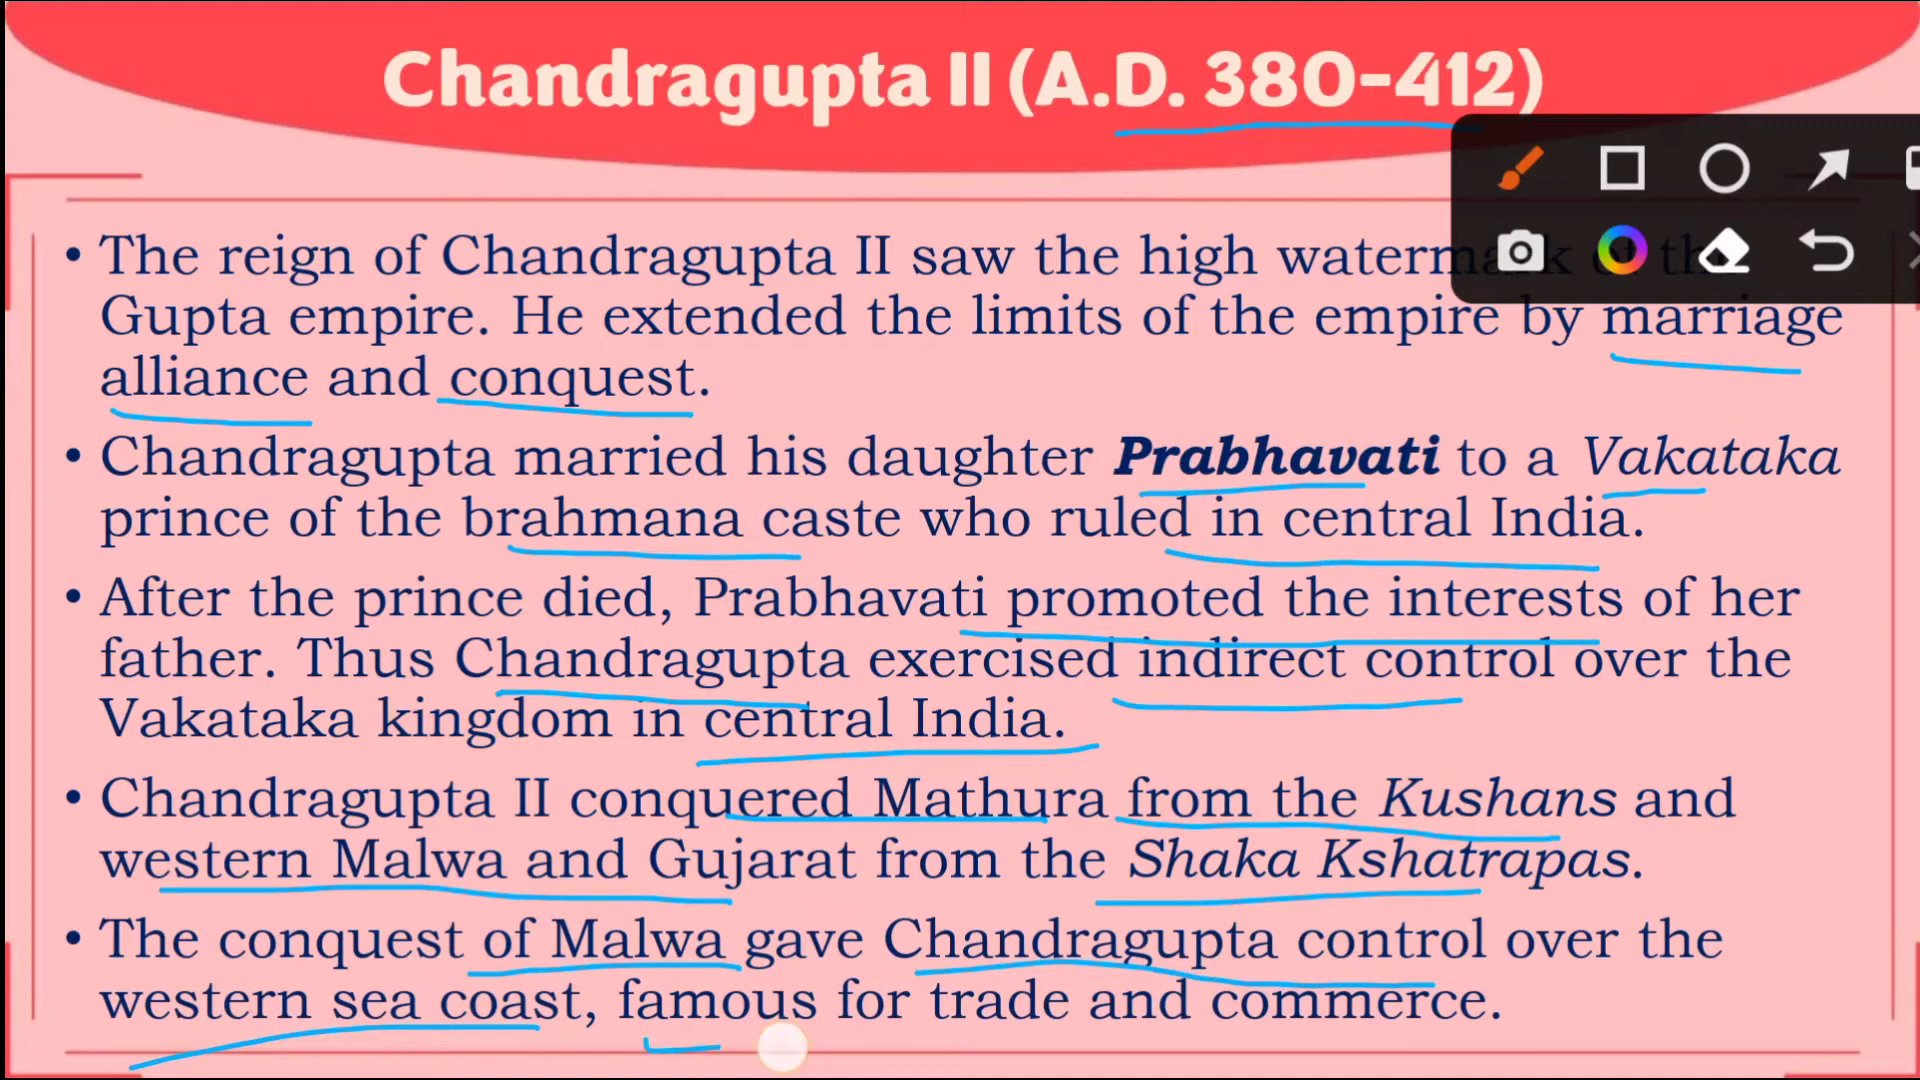 Chandragupta II (A.D. 380-412)
• The reign of Chandragupta II saw the high watermark of the
Gupta empire. He extended the limits of the empire by marriage
alliance and conquest.
• Chandragupta married his daughter Prabhavati to a Vakataka
prince of the brahmana caste who ruled in central India.
• After the prince died, Prabhavati promoted the interests of her
father. Thus Chandragupta exercised indirect control over the
Vakataka kingdom in central India.
• Chandragupta II conquered Mathura from the Kushans and
western Malwa and Gujarat from the Shaka Kshatrapas.
• The conquest of Malwa gave Chandragupta control over the
western sea coast, famous for trade and commerce.